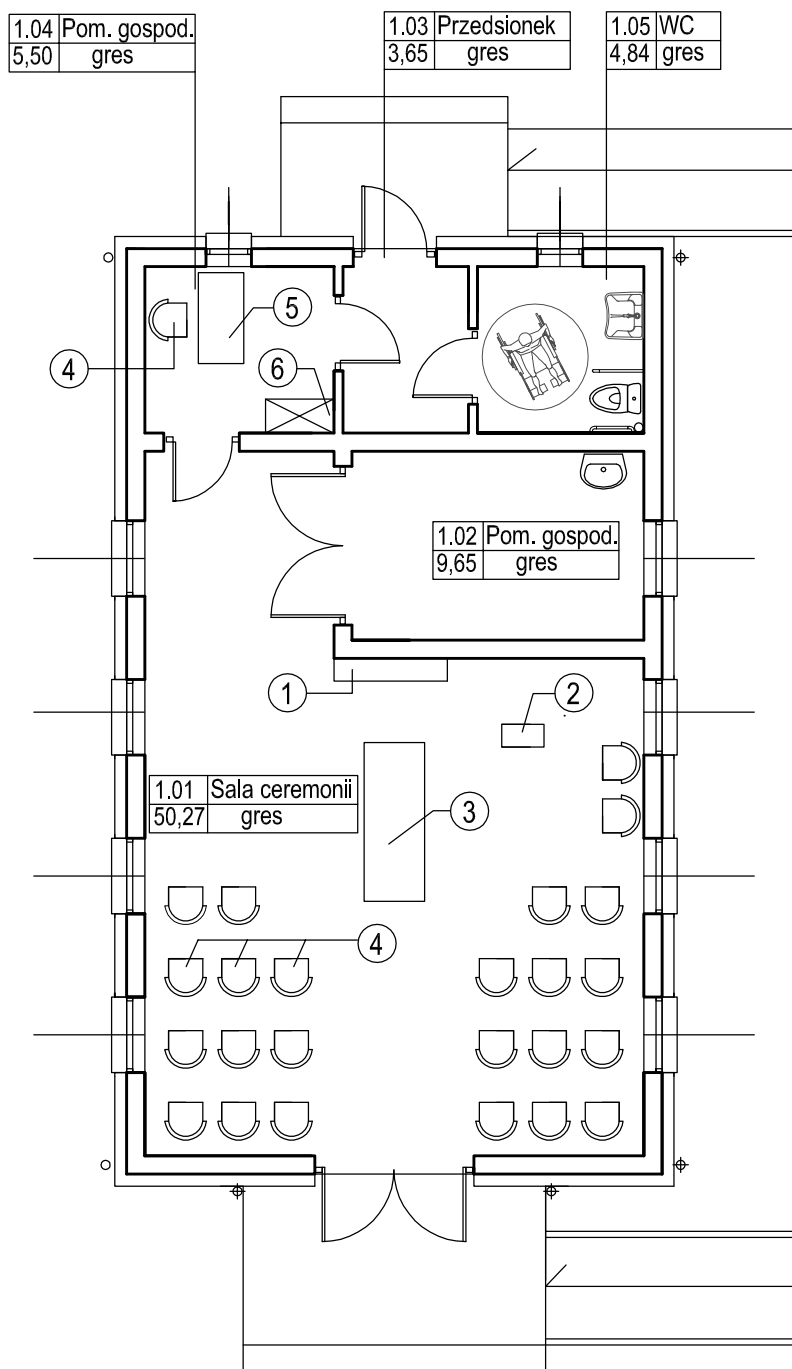 1.04 Pom. gospod.
5,50 gres
1.03 Przedsionek
3,65 gres
1.05 WC
4,84 gres
5
4
6
1.02 Pom. gospod.
9,65 gres
1
2
1.01 Sala ceremonii
50,27 gres
3
4